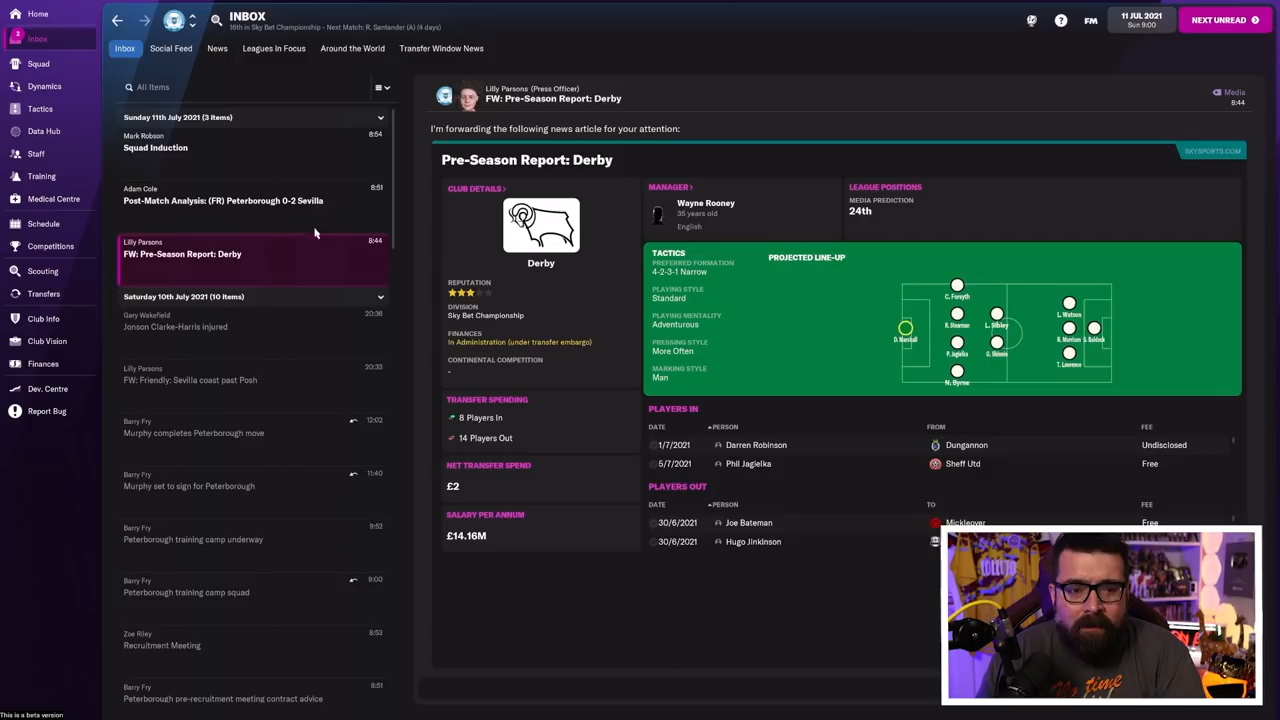 Home
2
Inbox
Squad
Dynamics
Tactics
Data Hub
Staff
Training
Medical Centre
Schedule
Competitions
Scouting
Transfers
Club Info
Club Vision
Finances
Dev. Centre
Report Bug
This is a beta version
INBOX
16th in Sky Bet Championship - Next Match: R. Santander (A) (4 days)
FM
11 JUL 2021
Sun 9:00
NEXT UNREAD
Inbox
Social Feed
News
Leagues In Focus
Around the World
Transfer Window News
All Items
Sunday 11th July 2021 (3 items)
Mark Robson
8:54
Squad Induction
Adam Cole
8:51
Post-Match Analysis: (FR) Peterborough 0-2 Sevilla
Lilly Parsons
8:44
FW: Pre-Season Report: Derby
Saturday 10th July 2021 (10 items)
Gary Wakefield
20:36
Jonson Clarke-Harris injured
Lilly Parsons
20:33
FW: Friendly: Sevilla coast past Posh
Barry Fry
12:02
Murphy completes Peterborough move
Barry Fry
11:40
Murphy set to sign for Peterborough
Barry Fry
9:52
Peterborough training camp underway
Barry Fry
9:00
Peterborough training camp squad
Zoe Riley
8:53
Recruitment Meeting
Barry Fry
8:51
Peterborough pre-recruitment meeting contract advice
Lilly Parsons (Press Officer)
FW: Pre-Season Report: Derby
Media
8:44
I'm forwarding the following news article for your attention:
SKYSPORTS.COM
Pre-Season Report: Derby
CLUB DETAILS >
Derby
REPUTATION
DIVISION
Sky Bet Championship
FINANCES
In Administration (under transfer embargo)
CONTINENTAL COMPETITION
-
TRANSFER SPENDING
8 Players In
14 Players Out
NET TRANSFER SPEND
£2
SALARY PER ANNUM
£14.16M
MANAGER >
Wayne Rooney
35 years old
English
LEAGUE POSITIONS
MEDIA PREDICTION
24th
TACTICS
PREFERRED FORMATION
4-2-3-1 Narrow
PLAYING STYLE
Standard
PLAYING MENTALITY
Adventurous
PRESSING STYLE
More Often
MARKING STYLE
Man
PROJECTED LINE-UP
C. Forsyth
R. Stearman
L. Sibley
L. Watson
D. Marshall
R. Morrison
S. Baldock
P. Jagielka
G. Shinnie
T. Lawrence
N. Byrne
PLAYERS IN
DATE
PERSON
FROM
FEE
1/7/2021
Darren Robinson
Dungannon
Undisclosed
5/7/2021
Phil Jagielka
Sheff Utd
Free
PLAYERS OUT
DATE
PERSON
TO
FEE
30/6/2021
Joe Bateman
Mickleover
Free
30/6/2021
Hugo Jinkinson